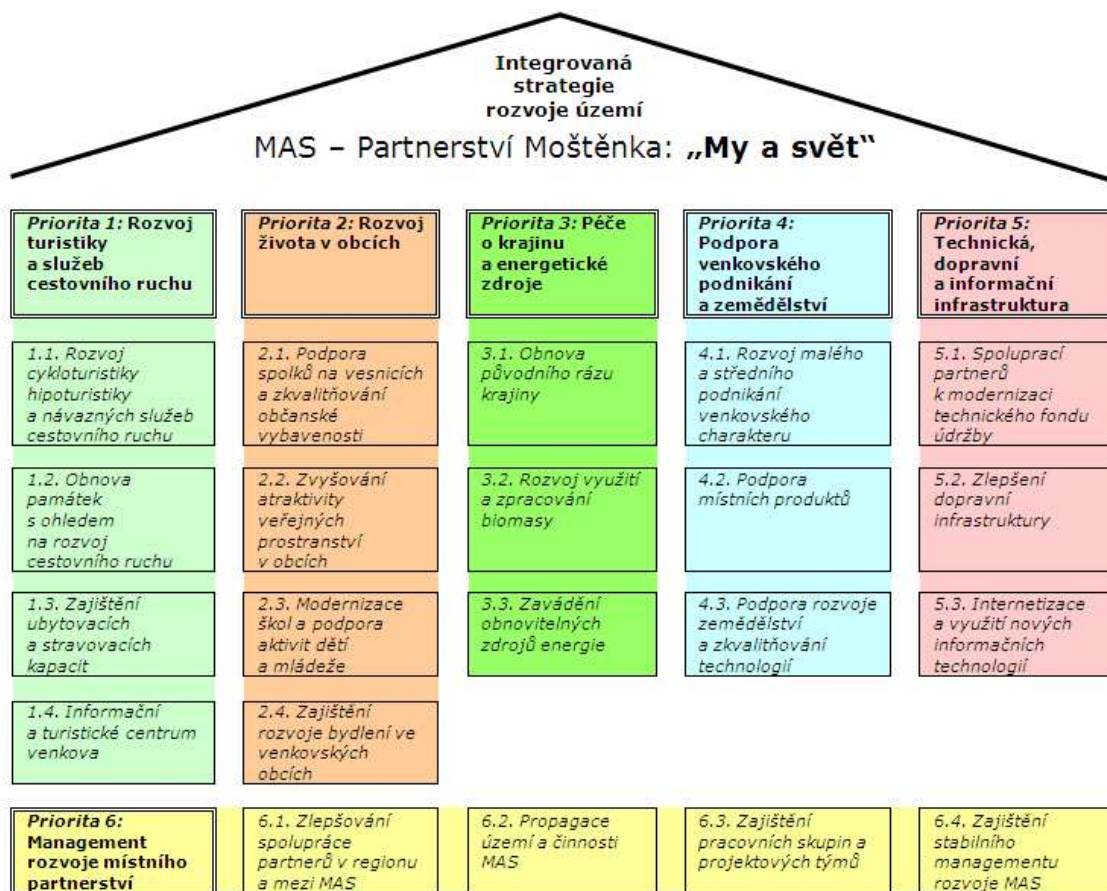 Integrovaná
strategie
rozvoje území
MAS – Partnerství Moštěnka: „My a svět“
Priorita 1: Rozvoj
turistiky
a služeb
cestovního ruchu
1.1. Rozvoj
cykloturistiky
hipoturistiky
a návazných služeb
cestovního ruchu
1.2. Obnova
památek
s ohledem
na rozvoj
cestovního ruchu
1.3. Zajištění
ubytovacích
a stravovacích
kapacit
1.4. Informační
a turistické centrum
venkova
Priorita 2: Rozvoj
života v obcích
2.1. Podpora
spolků na vesnicích
a zkvalitňování
občanské
vybavenosti
2.2. Zvyšování
atraktivity
veřejných
prostranství
v obcích
2.3. Modernizace
škol a podpora
aktivit dětí
a mládeže
2.4. Zajištění
rozvoje bydlení ve
venkovských
obcích
Priorita 3: Péče
o krajinu
a energetické
zdroje
3.1. Obnova
původního rázu
krajiny
3.2. Rozvoj využití
a zpracování
biomasy
3.3. Zavádění
obnovitelných
zdrojů energie
Priorita 4:
Podpora
venkovského
podnikání
a zemědělství
4.1. Rozvoj malého
a středního
podnikání
venkovského
charakteru
4.2. Podpora
místních produktů
4.3. Podpora rozvoje
zemědělství
a zkvalitňování
technologií
Priorita 5:
Technická,
dopravní
a informační
infrastruktura
5.1. Spoluprací
partnerů
k modernizaci
technického fondu
údržby
5.2. Zlepšení
dopravní
infrastruktury
5.3. Internetizace
a využití nových
informačních
technologií
Priorita 6:
Management
rozvoje místního
partnerství
6.1. Zlepšování
spolupráce
partnerů v regionu
a mezi MAS
6.2. Propagace
území a činnosti
MAS
6.3. Zajištění
pracovních skupin a
projektových týmů
6.4. Zajištění
stabilního
managementu
rozvoje MAS